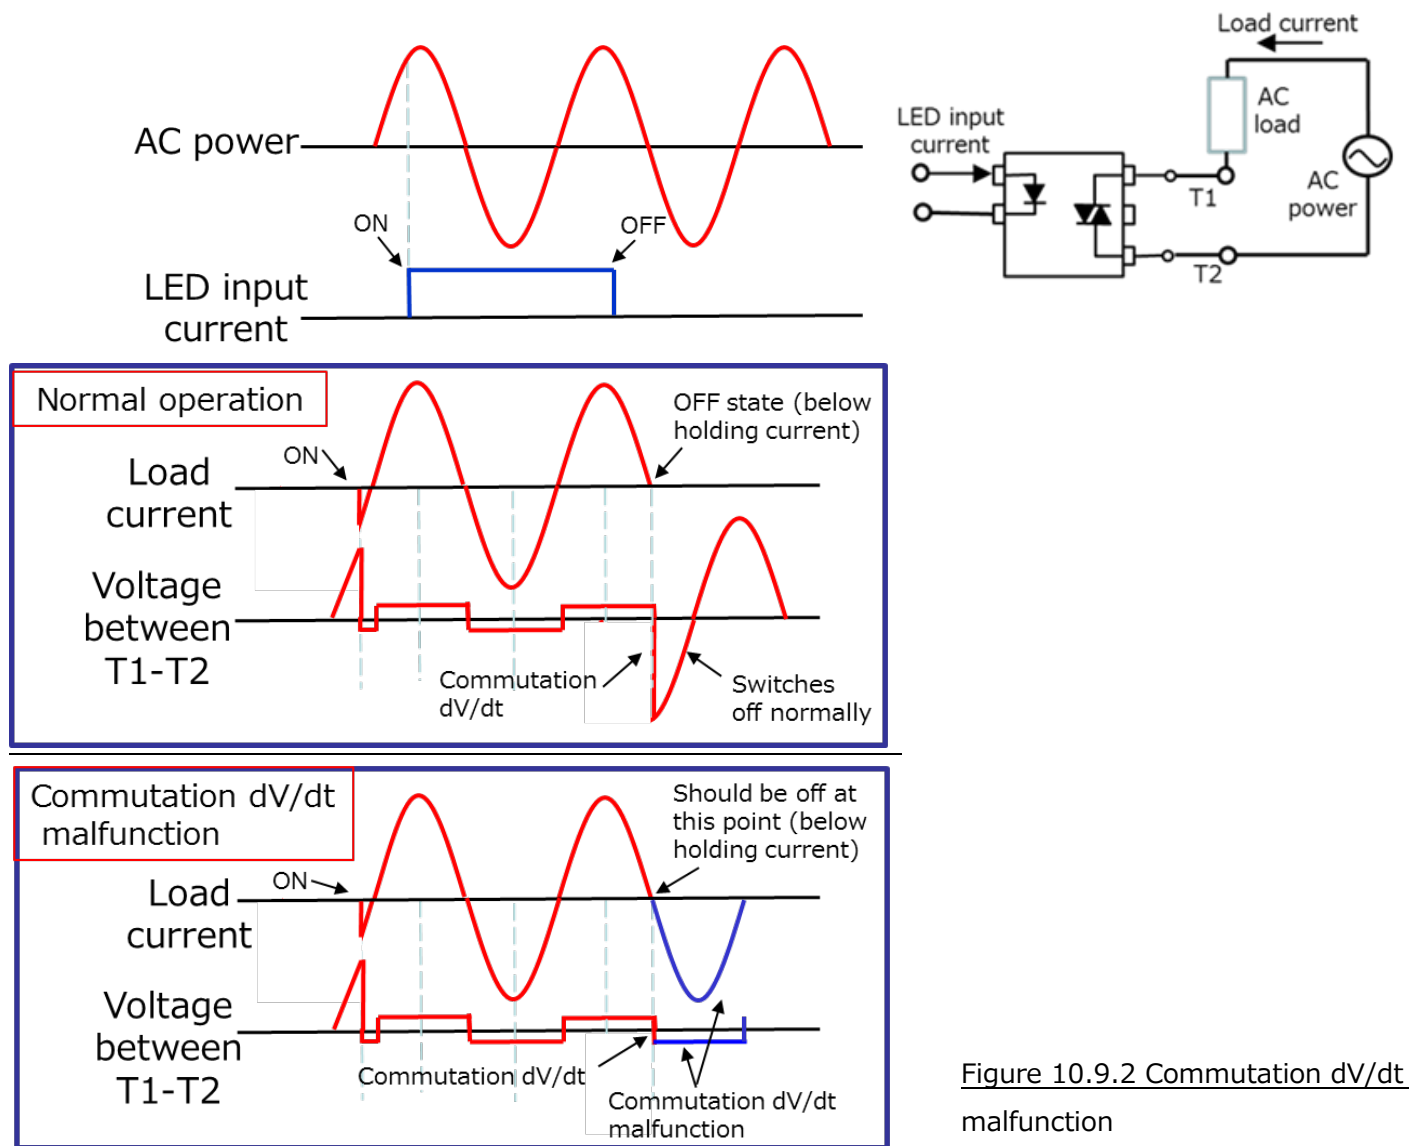 AC power
ON
OFF
LED input
current
Load current
AC
load
LED input
current
T1
AC
power
T2
Normal operation
OFF state (below
holding current)
ON
Load
current
Voltage
between
T1-T2
Commutation
dV/dt
Switches
off normally
Commutation dV/dt
malfunction
Should be off at
this point (below
holding current)
ON
Load
current
Voltage
between
T1-T2
Commutation dV/dt
Commutation dV/dt
malfunction
Figure 10.9.2 Commutation dV/dt
malfunction